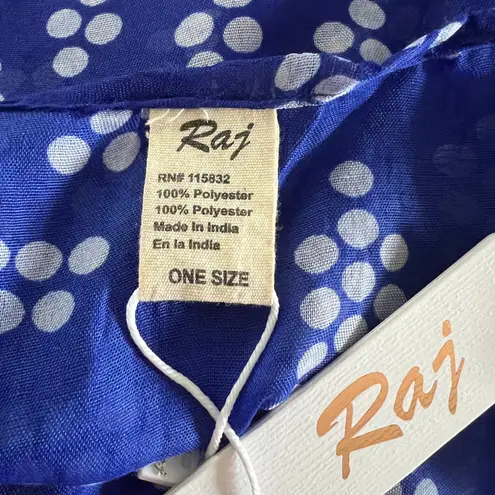 Raj
RN# 115832
100% Polyester
100% Polyester
Made In India
En la India
ONE SIZE
Raj